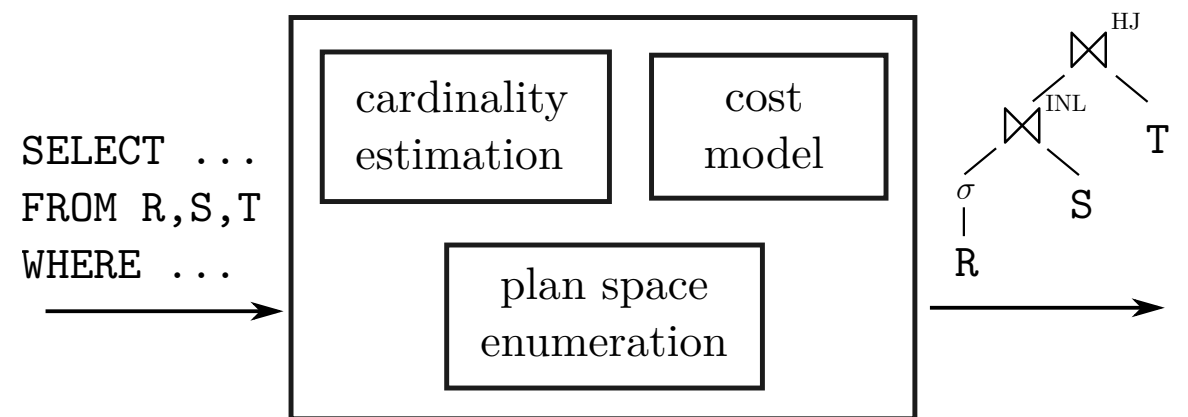 SELECT ...
FROM R,S,T
WHERE ...
cardinality
estimation
cost
model
plan space
enumeration
HJ
INL
T
σ
S
R